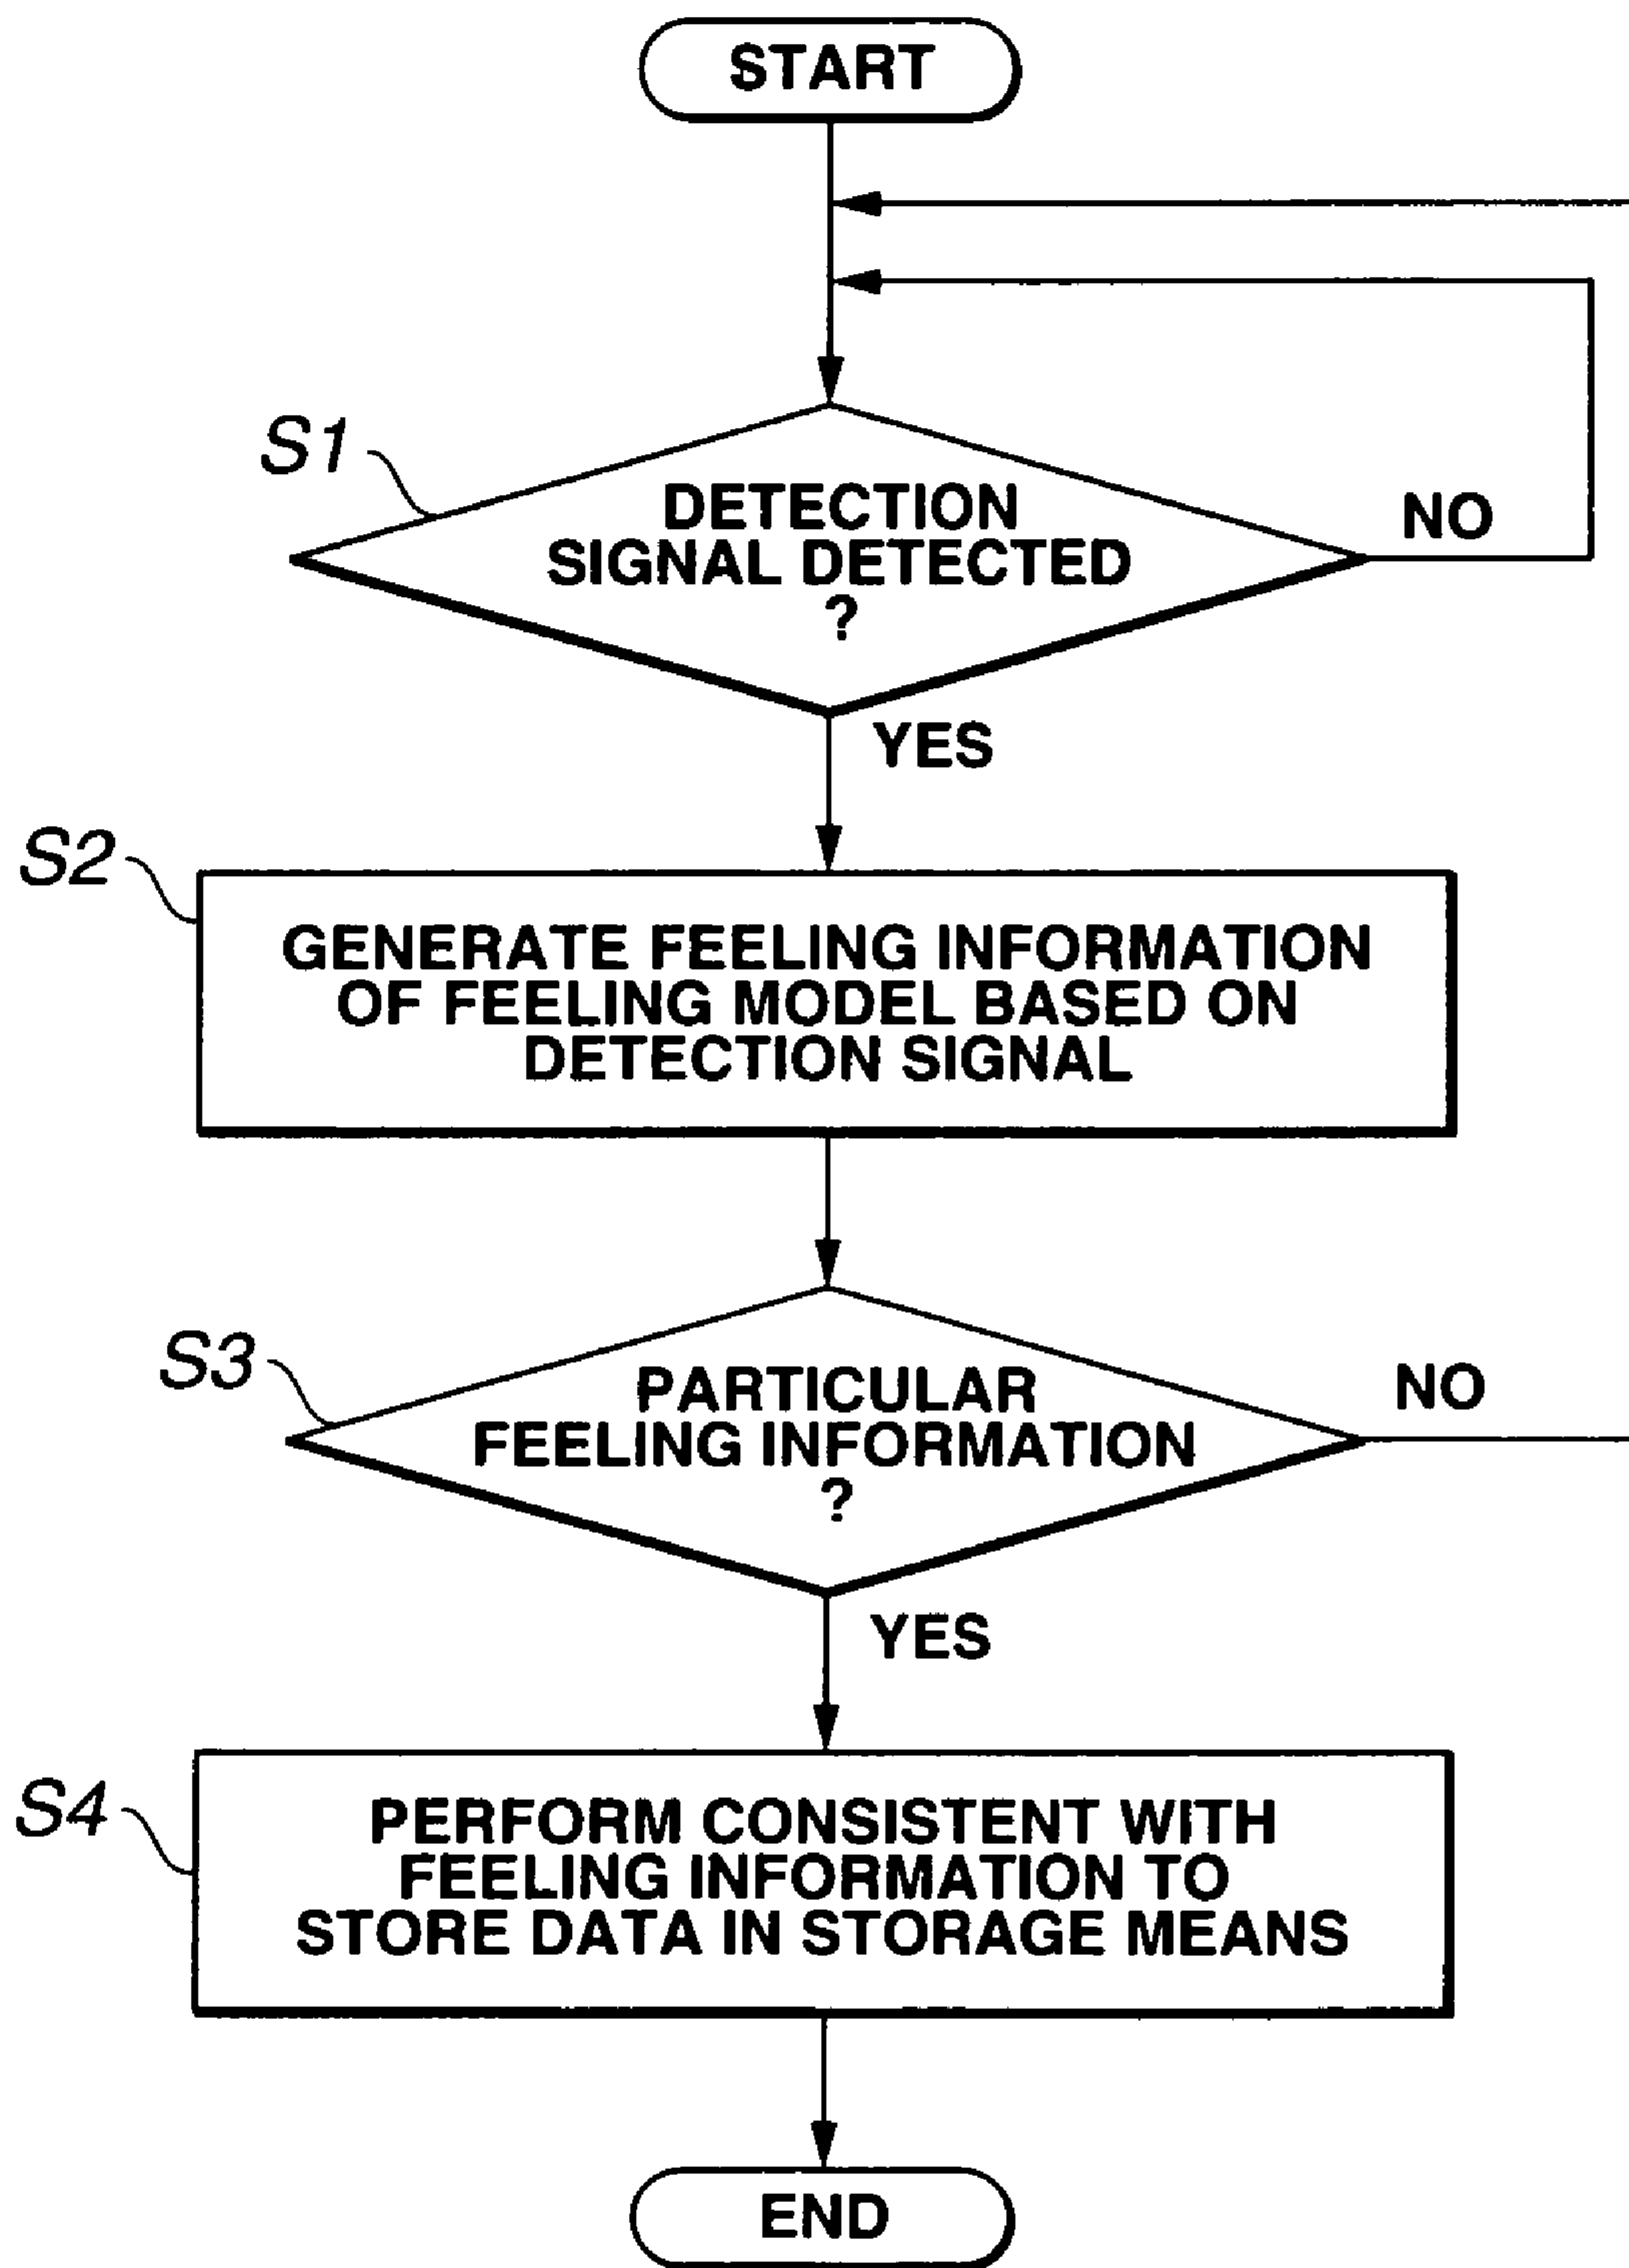 START
S1
DETECTION
SIGNAL DETECTED
?
NO
YES
S2
GENERATE FEELING INFORMATION
OF FEELING MODEL BASED ON
DETECTION SIGNAL
S3
PARTICULAR
FEELING INFORMATION
?
NO
YES
S4
PERFORM CONSISTENT WITH
FEELING INFORMATION TO
STORE DATA IN STORAGE MEANS
END